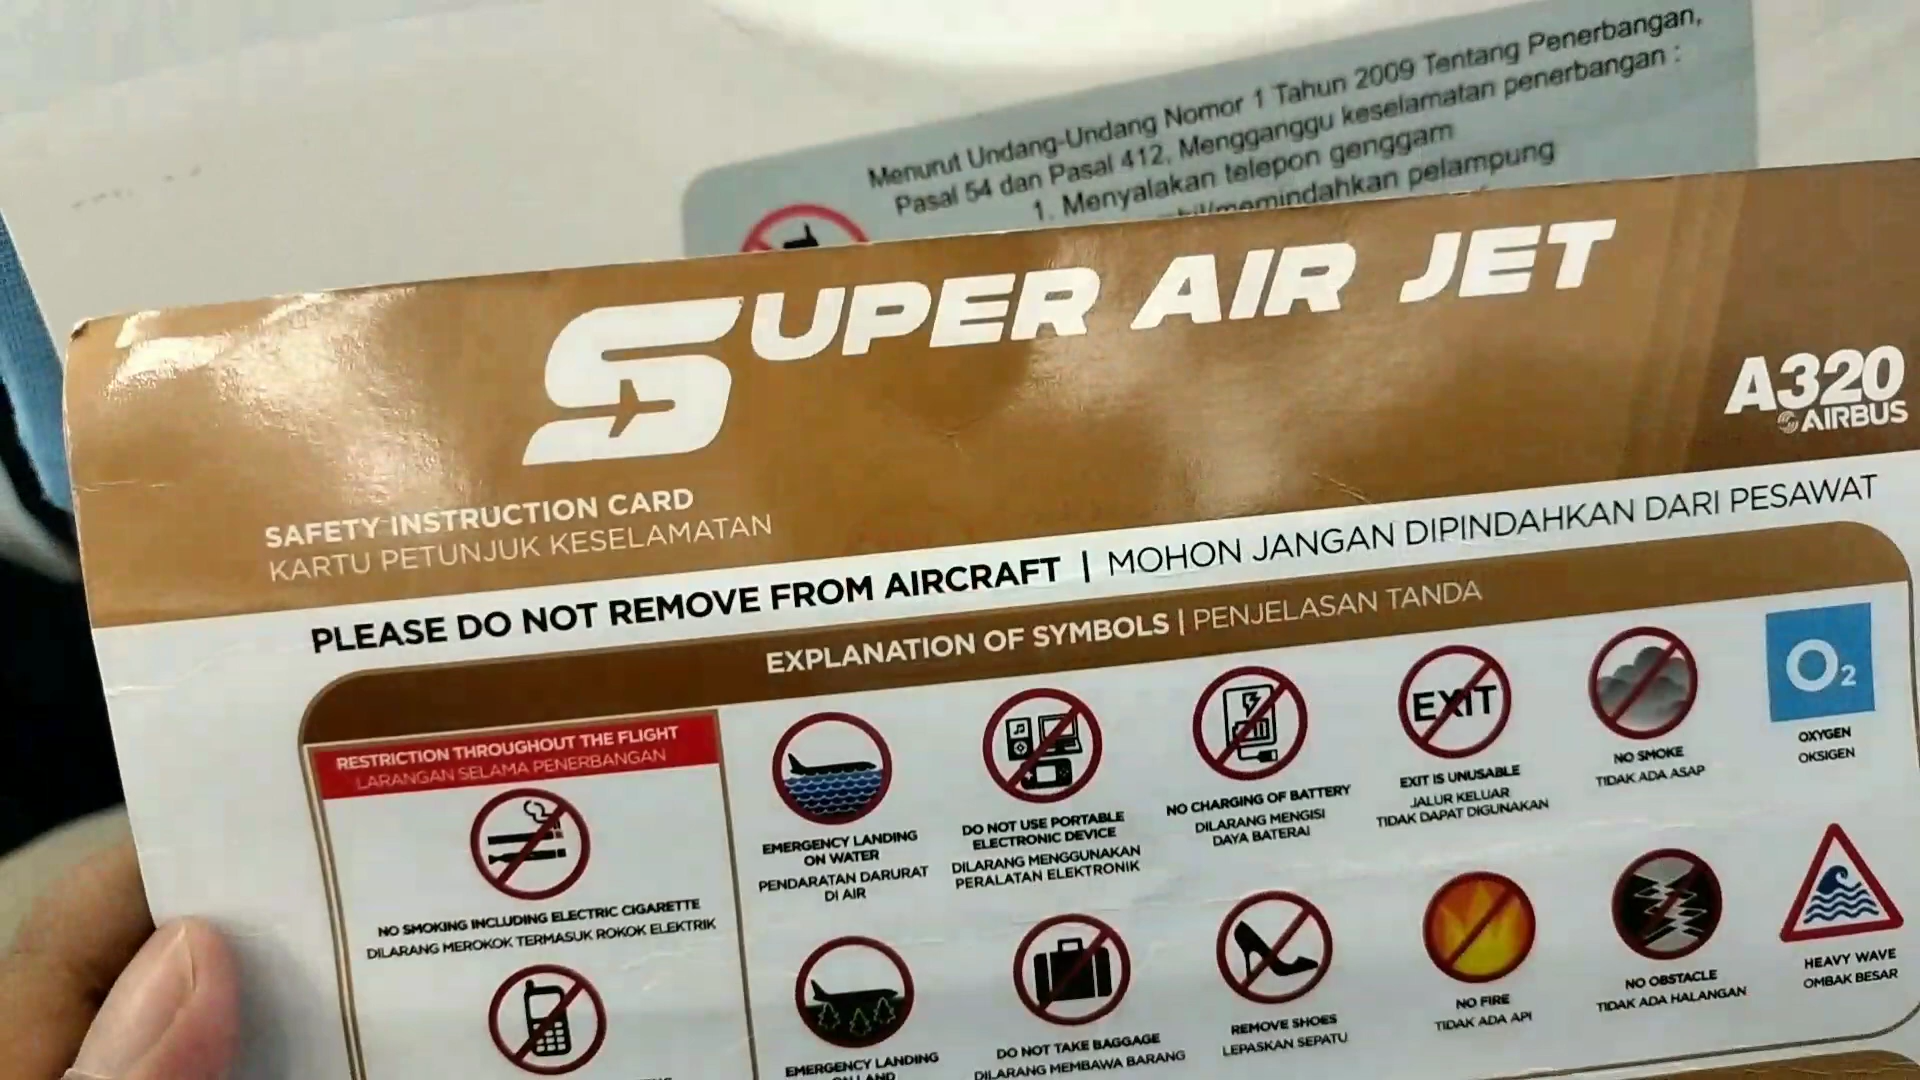 Menurut Undang-Undang Nomor 1 Tahun 2009 Tentang Penerbangan,
Pasal 54 dan Pasal 412, Mengganggu keselamatan penerbangan :
1. Menyalakan telepon genggam
pelampung
SUPER AIR JET
A320
AIRBUS
SAFETY INSTRUCTION CARD
KARTU PETUNJUK KESELAMATAN
PLEASE DO NOT REMOVE FROM AIRCRAFT | MOHON JANGAN DIPINDAHKAN DARI PESAWAT
EXPLANATION OF SYMBOLS | PENJELASAN TANDA
RESTRICTION THROUGHOUT THE FLIGHT
LARANGAN SELAMA PENERBANGAN
NO SMOKING INCLUDING ELECTRIC CIGARETTE
DILARANG MEROKOK TERMASUK ROKOK ELEKTRIK
EMERGENCY LANDING
ON WATER
PENDARATAN DARURAT
DI AIR
DO NOT USE PORTABLE
ELECTRONIC DEVICE
DILARANG MENGGUNAKAN
PERALATAN ELEKTRONIK
NO CHARGING OF BATTERY
DILARANG MENGISI
DAYA BATERAI
EXIT
EXIT IS UNUSABLE
JALUR KELUAR
TIDAK DAPAT DIGUNAKAN
NO SMOKE
TIDAK ADA ASAP
O2
OXYGEN
OKSIGEN
EMERGENCY LANDING
ON LAND
DO NOT TAKE BAGGAGE
DILARANG MEMBAWA BARANG
REMOVE SHOES
LEPASKAN SEPATU
NO FIRE
TIDAK ADA API
NO OBSTACLE
TIDAK ADA HALANGAN
HEAVY WAVE
OMBAK BESAR